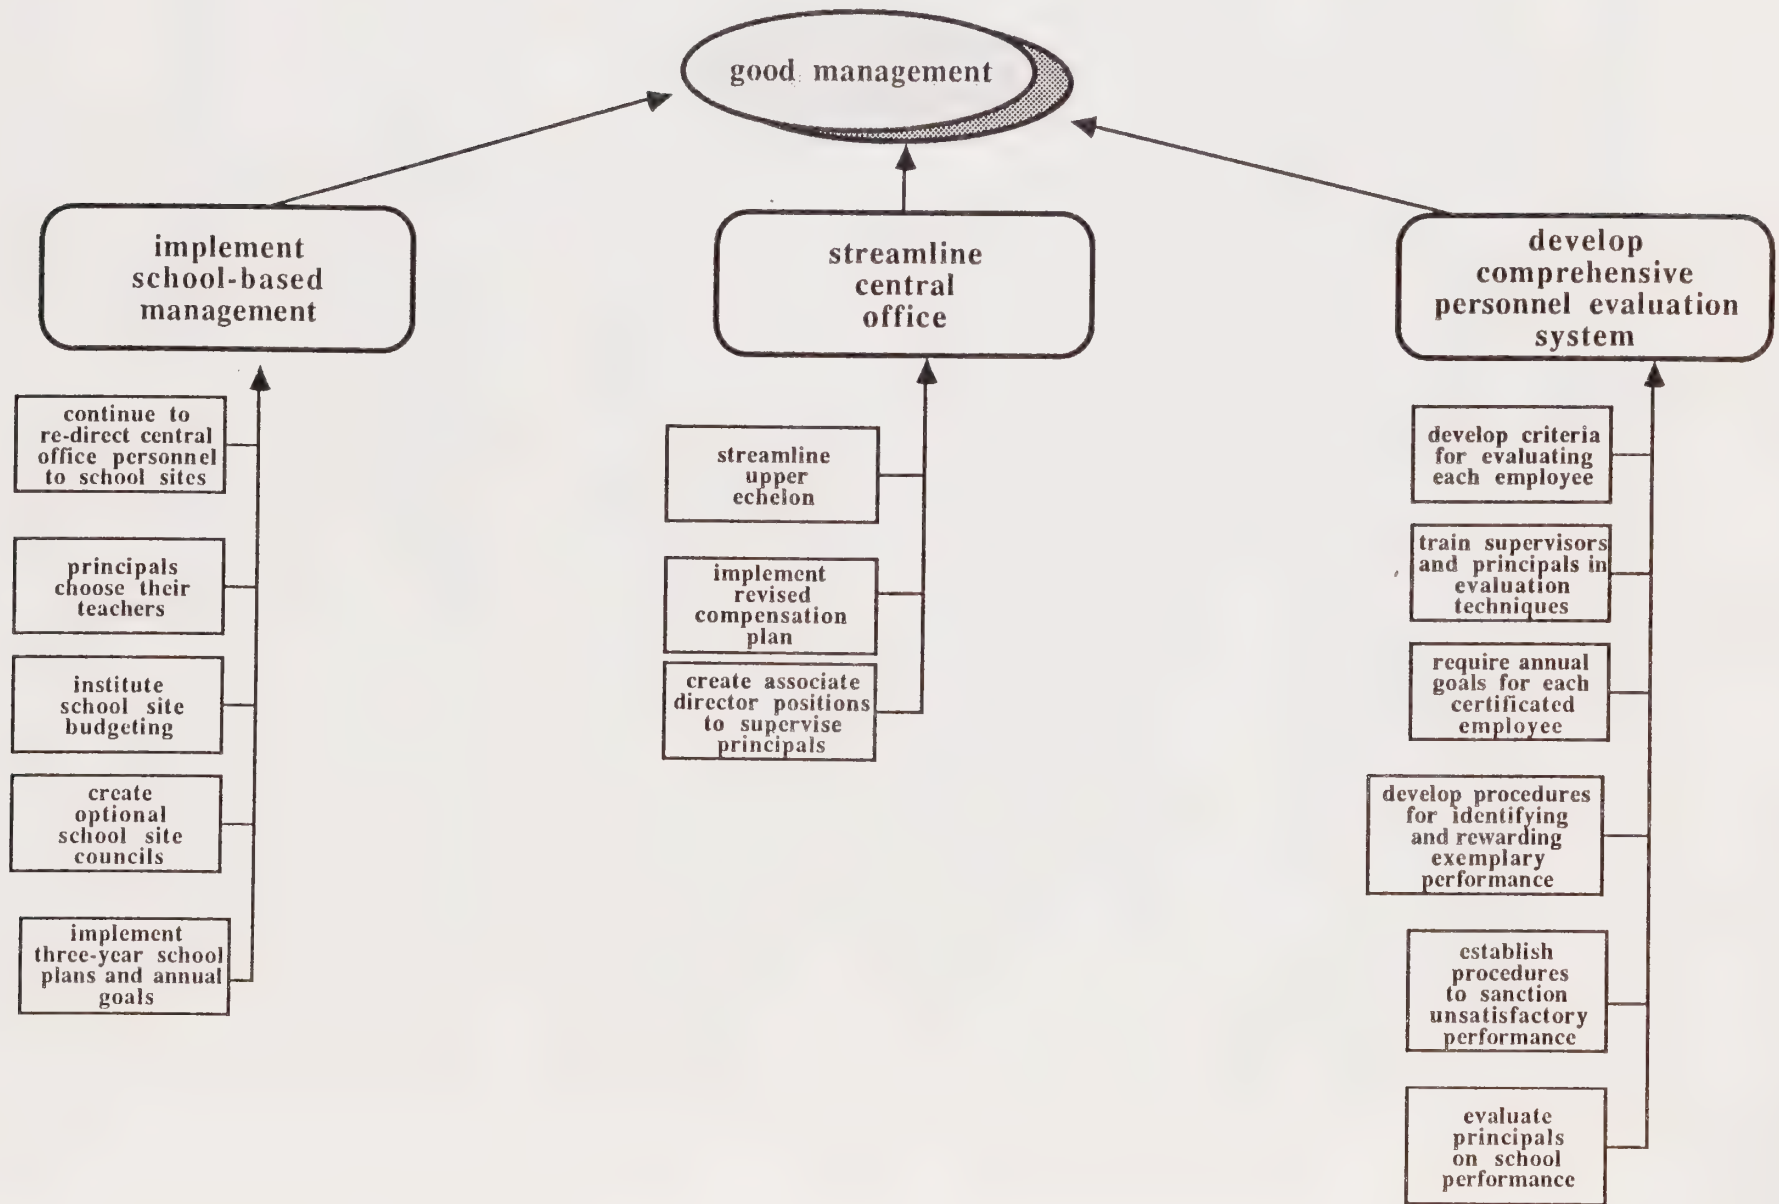 good management
implement
school-based
management
continue to
re-direct central
office personnel
to school sites
principals
choose their
teachers
institute
school site
budgeting
create
optional
school site
councils
implement
three-year school
plans and annual
goals
streamline
central
office
streamline
upper
echelon
implement
revised
compensation
plan
create associate
director positions
to supervise
principals
develop
comprehensive
personnel evaluation
system
develop criteria
for evaluating
each employee
train supervisors
and principals in
evaluation
techniques
require annual
goals for each
certificated
employee
develop procedures
for identifying
and rewarding
exemplary
performance
establish
procedures
to sanction
unsatisfactory
performance
evaluate
principals
on school
performance